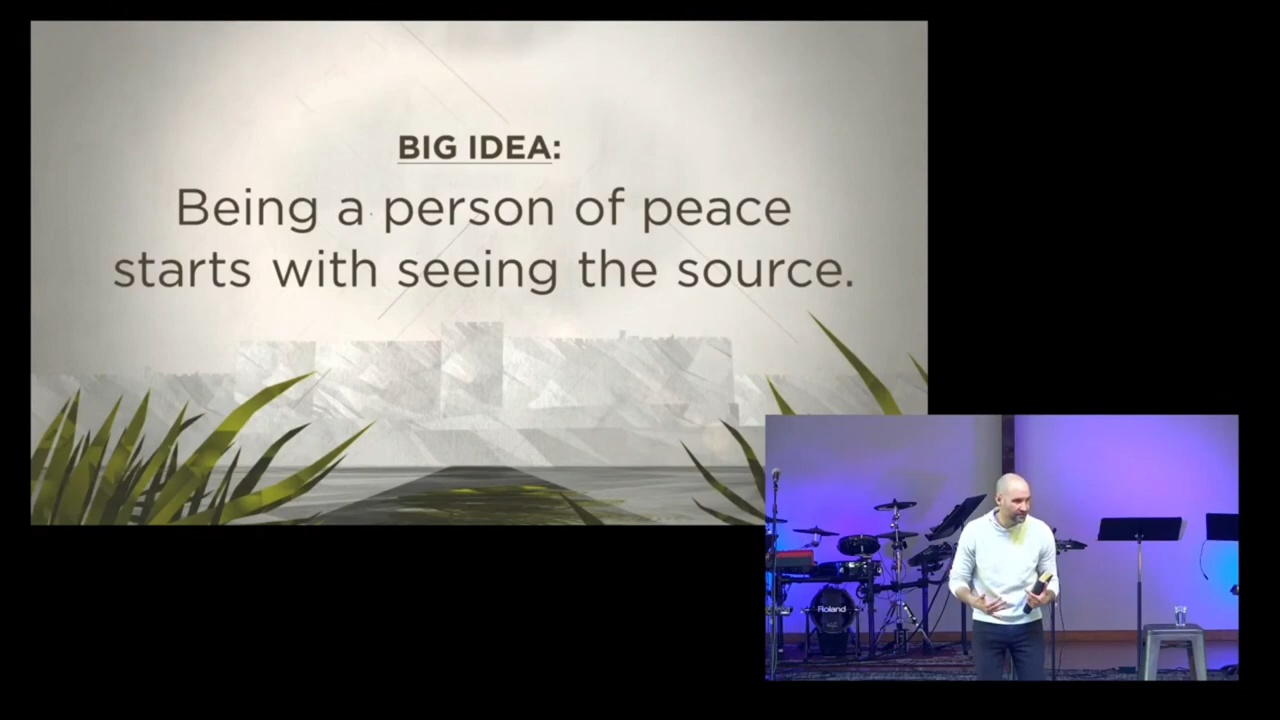 BIG IDEA:
Being a person of peace
starts with seeing the source.
Roland